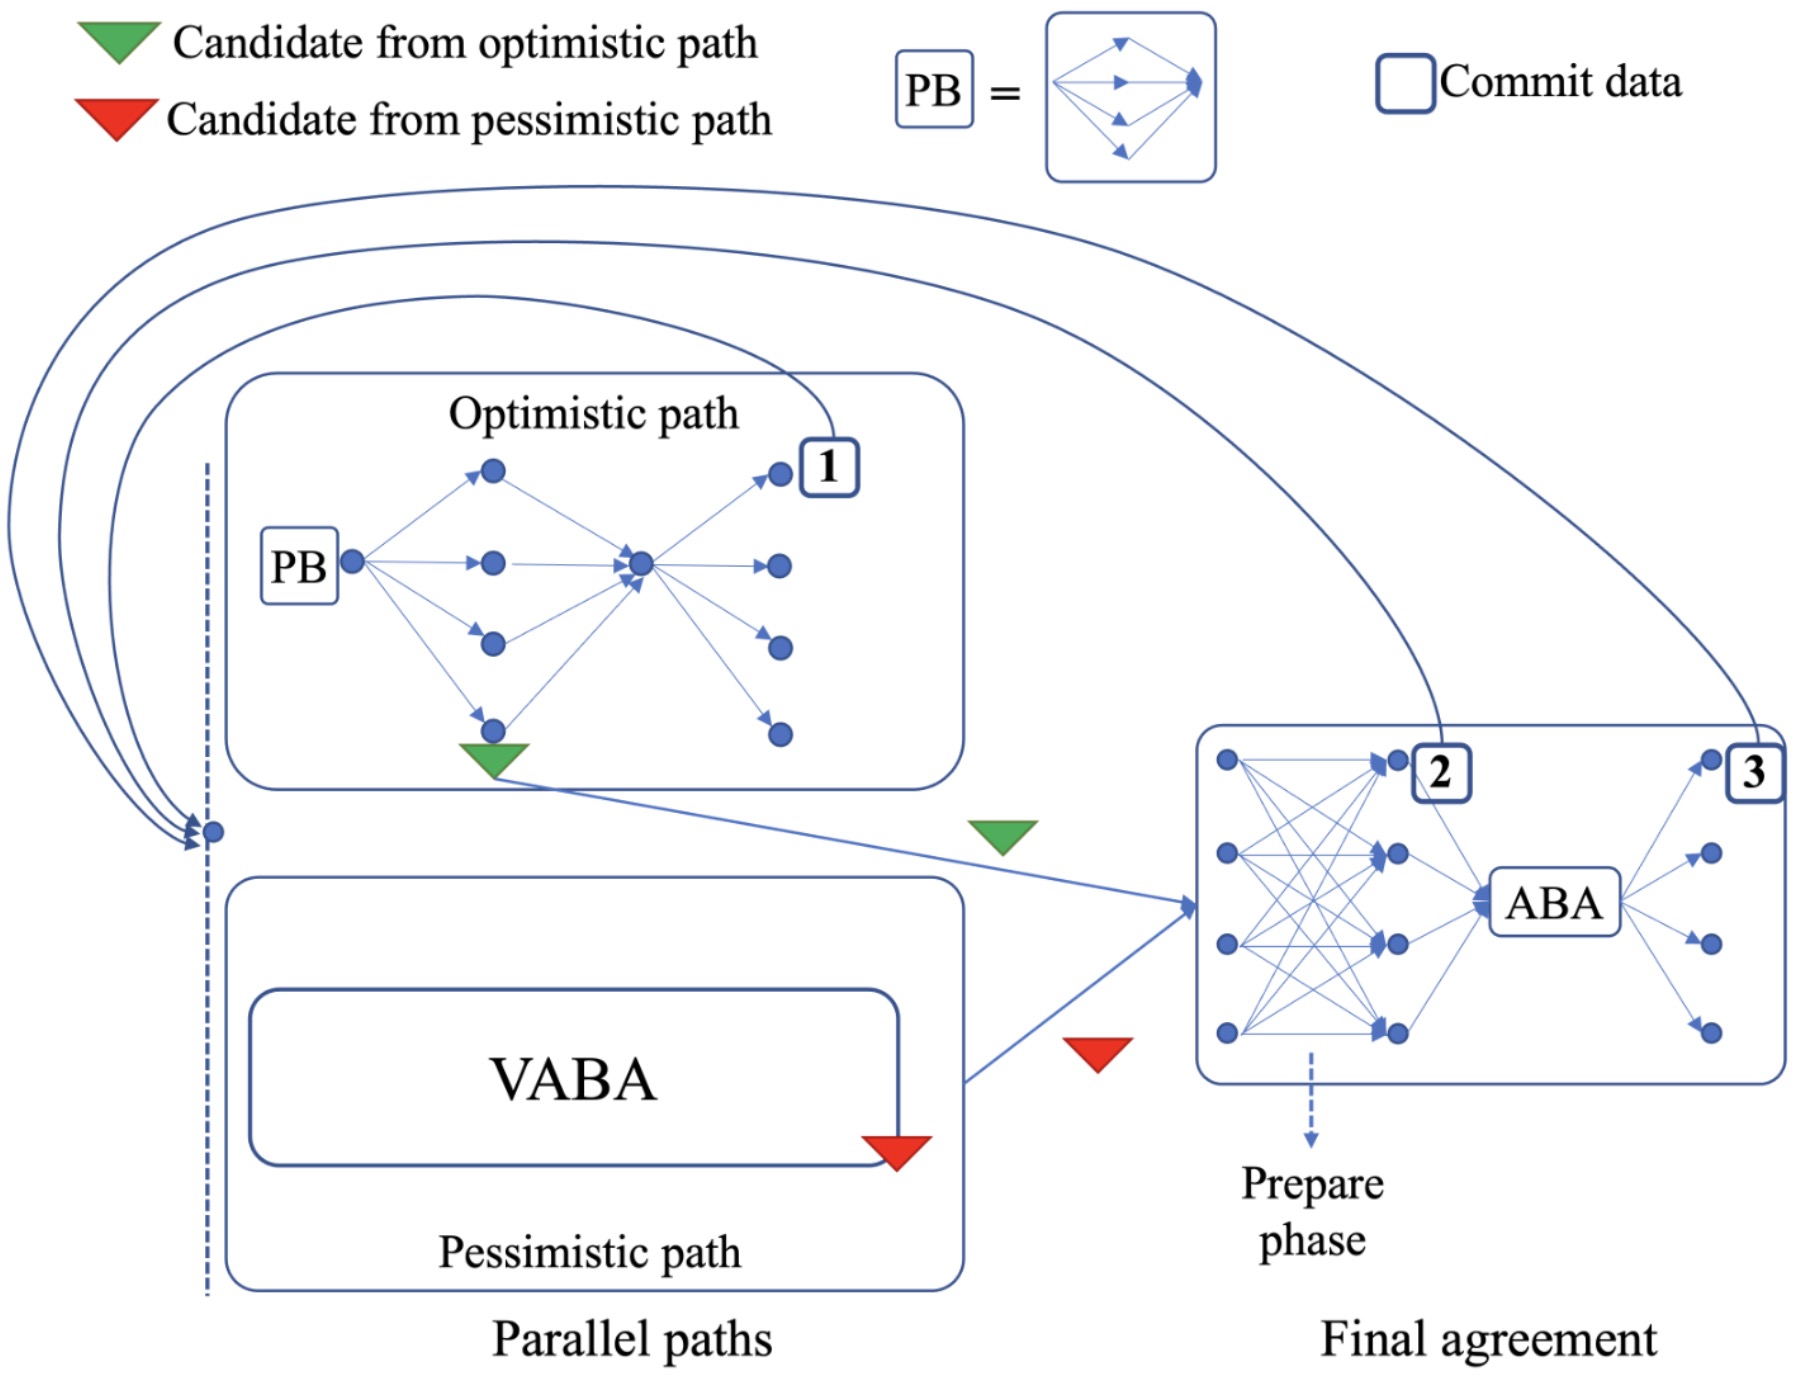 Candidate from optimistic path
Candidate from pessimistic path
PB =
Commit data
Optimistic path
1
PB
2
3
ABA
VABA
Pessimistic path
Prepare
phase
Parallel paths
Final agreement